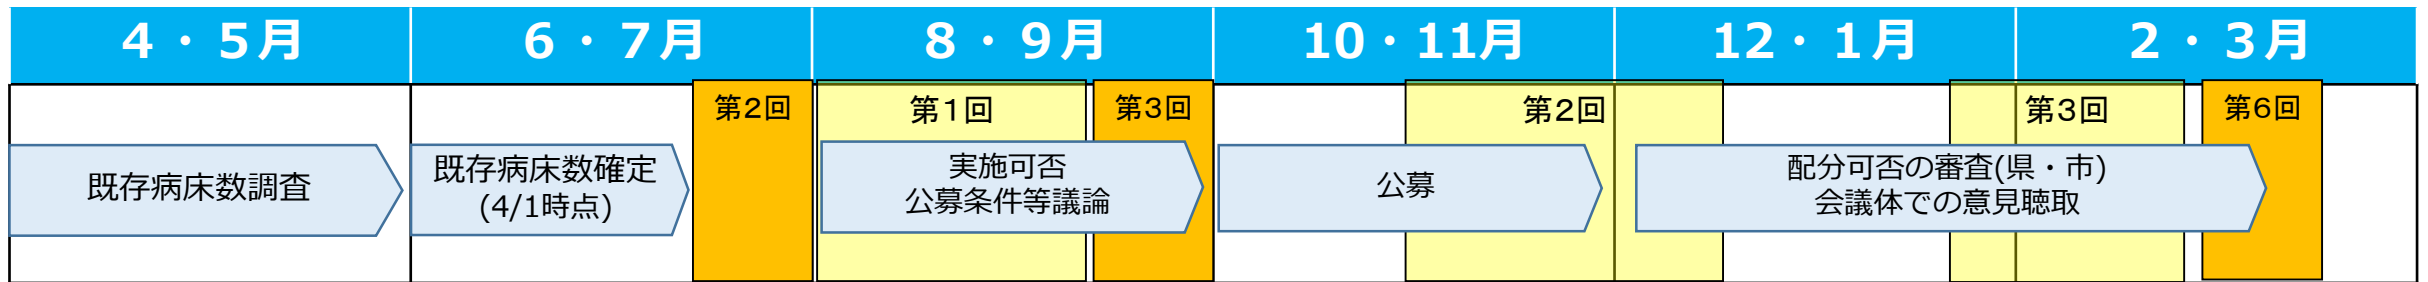 ４・５月
６・７月
８・９月
10・11月
12・１月
２・３月
第２回
第１回
第３回
第２回
第３回
第６回
既存病床数調査
既存病床数確定
(4/1時点)
実施可否
公募条件等議論
公募
配分可否の審査(県・市)
会議体での意見聴取